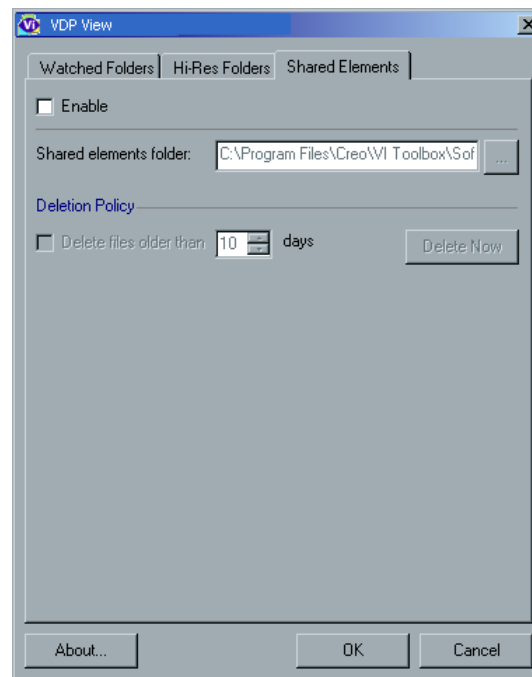 Vi VDP View
Watched Folders Hi-Res Folders Shared Elements
Enable
Shared elements folder: C:\Program Files\Creo\VI Toolbox\Sof ...
Deletion Policy
Delete files older than 10 days Delete Now
About... OK Cancel